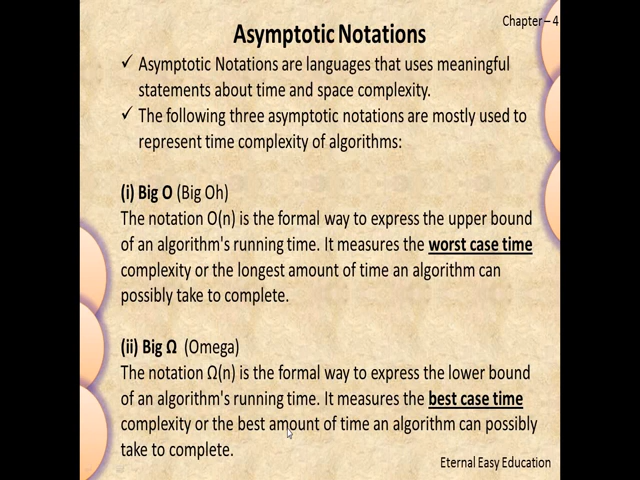 Chapter – 4
Asymptotic Notations
✓ Asymptotic Notations are languages that uses meaningful
statements about time and space complexity.
✓ The following three asymptotic notations are mostly used to
represent time complexity of algorithms:
(i) Big O (Big Oh)
The notation O(n) is the formal way to express the upper bound
of an algorithm's running time. It measures the worst case time
complexity or the longest amount of time an algorithm can
possibly take to complete.
(ii) Big Ω (Omega)
The notation Ω(n) is the formal way to express the lower bound
of an algorithm's running time. It measures the best case time
complexity or the best amount of time an algorithm can possibly
take to complete.
Eternal Easy Education